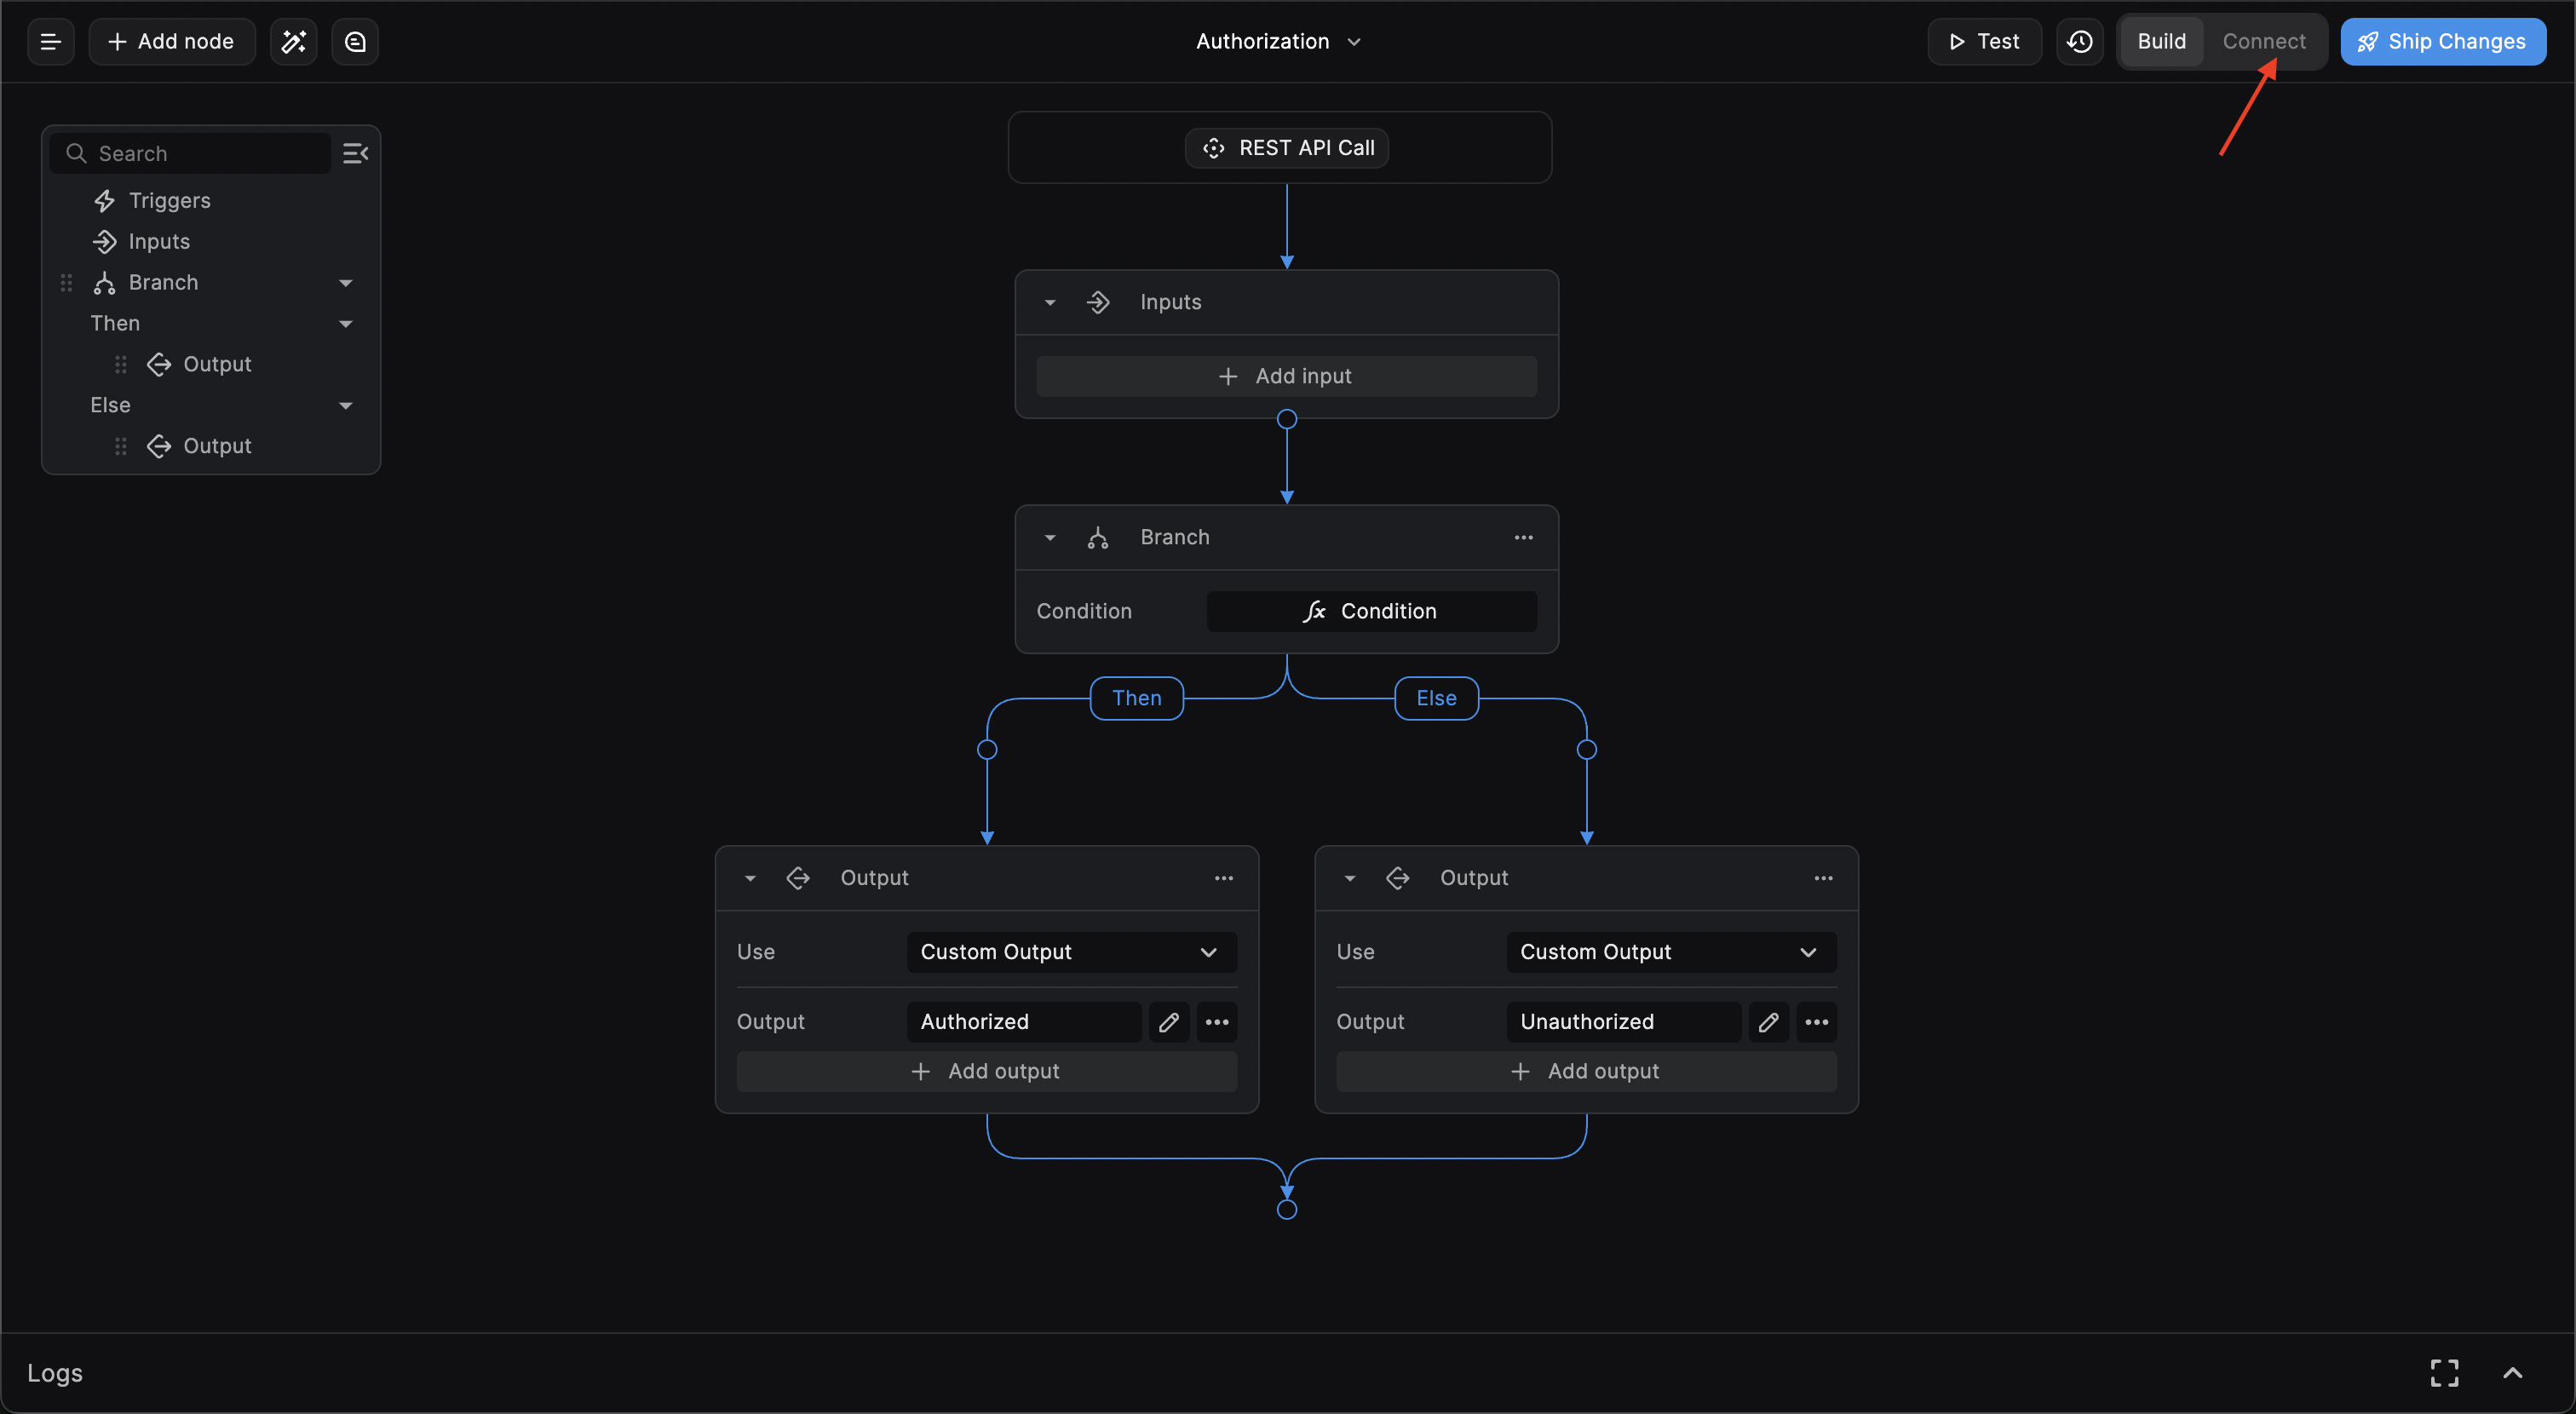 Add node
Authorization
Test
Build
Connect
Ship Changes
Search
Triggers
Inputs
Branch
Then
Output
Else
Output
REST API Call
Inputs
Add input
Branch
Condition
Condition
Then
Else
Output
Use
Custom Output
Output
Authorized
Add output
Output
Use
Custom Output
Output
Unauthorized
Add output
Logs